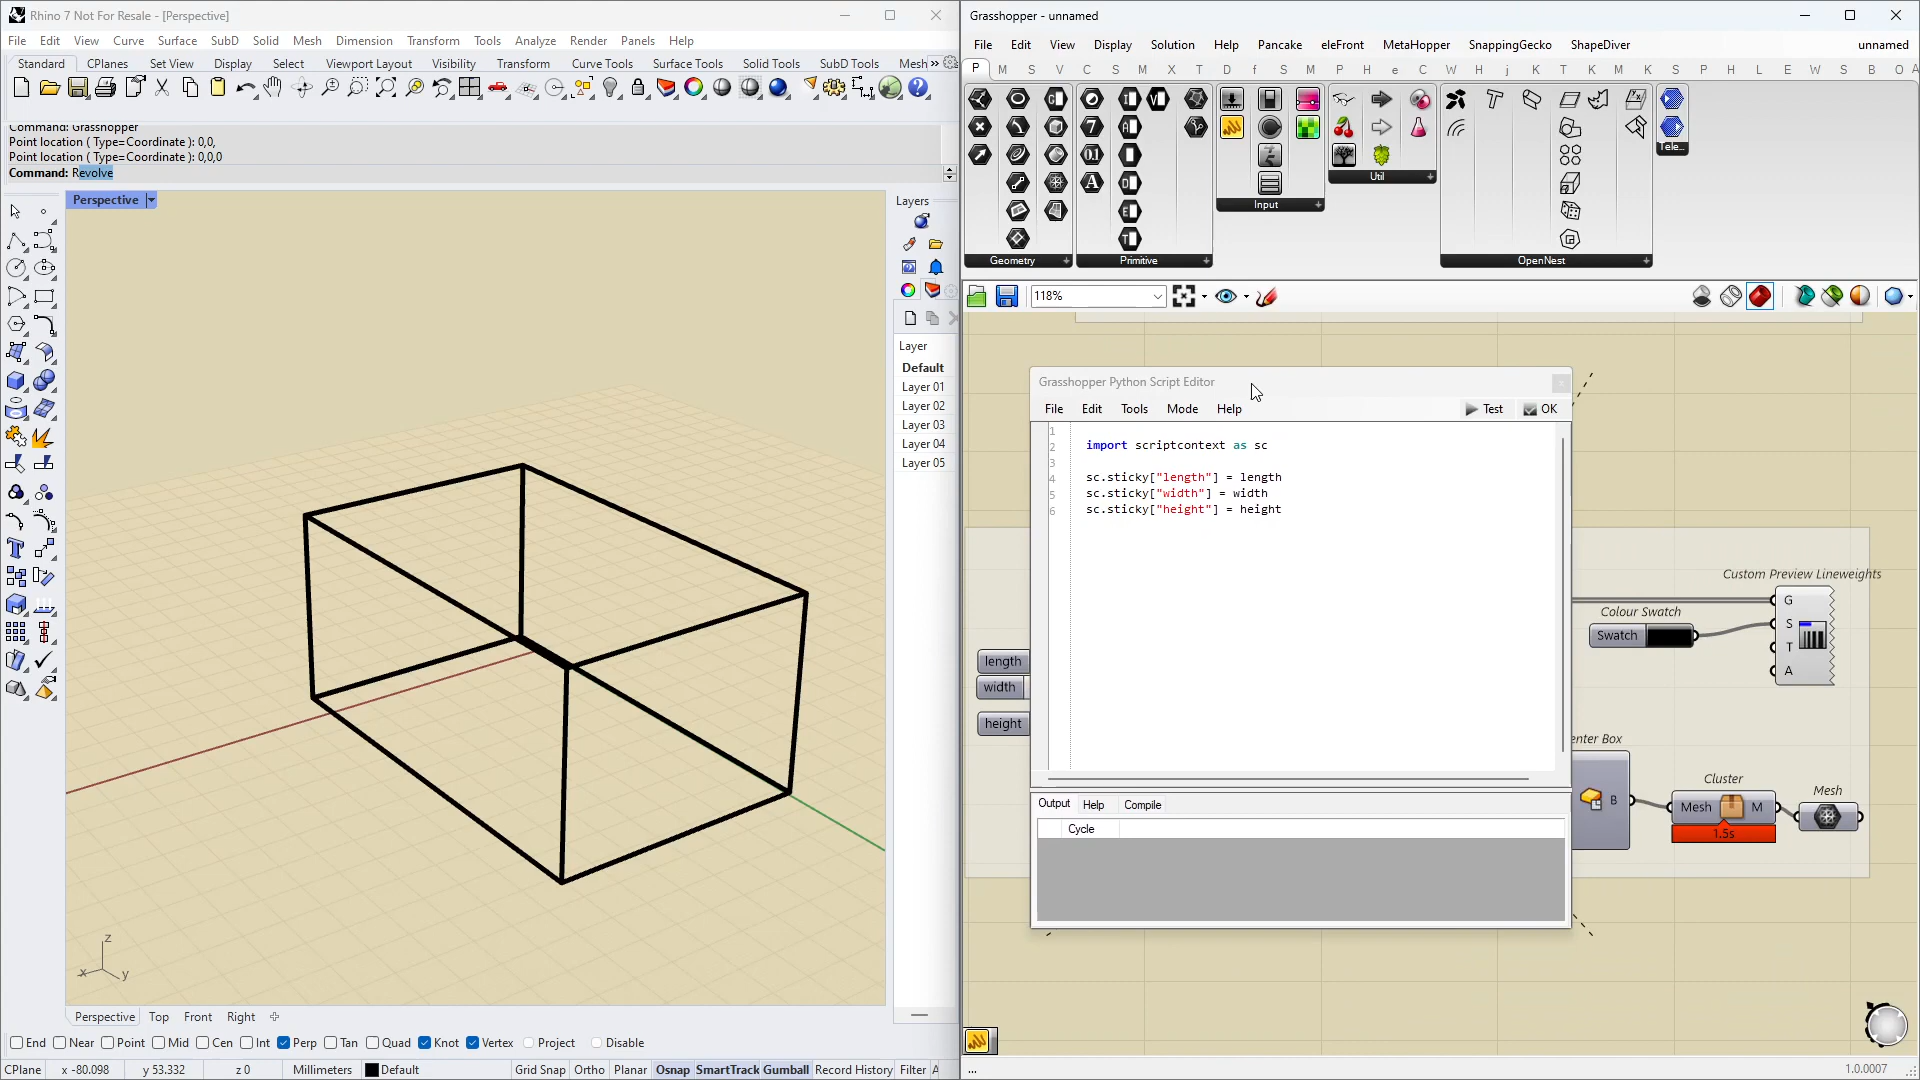 Rhino 7 Not For Resale - [Perspective]
File Edit View Curve Surface SubD Solid Mesh Dimension Transform Tools Analyze Render Panels Help
Standard CPlanes Set View Display Select Viewport Layout Visibility Transform Curve Tools Surface Tools Solid Tools SubD Tools Mesh »
Command: Grasshopper
Point location ( Type=Coordinate ): 0,0,
Point location ( Type=Coordinate ): 0,0,0
Command: Revolve
Perspective
Layers
Layer
Default
Layer 01
Layer 02
Layer 03
Layer 04
Layer 05
z
x
y
Perspective Top Front Right
End Near Point Mid Cen Int Perp Tan Quad Knot Vertex Project Disable
CPlane x -80.098 y 53.332 z 0 Millimeters Default Grid Snap Ortho Planar Osnap SmartTrack Gumball Record History Filter A
Grasshopper - unnamed
File Edit View Display Solution Help Pancake eleFront MetaHopper SnappingGecko ShapeDiver unnamed
P M S V C S M X T D f S M P H e C W H j K T K M K S P H L E W S B O A
Geometry Primitive Input Util OpenNest Tele...
118%
Grasshopper Python Script Editor
File Edit Tools Mode Help Test OK
1
2 import scriptcontext as sc
3
4 sc.sticky["length"] = length
5 sc.sticky["width"] = width
6 sc.sticky["height"] = height
Output Help Compile
Cycle
length
width
height
Custom Preview Lineweights
Colour Swatch
Swatch
G
S
T
A
enter Box
B
Cluster
Mesh M
1.5s
Mesh
...
1.0.0007